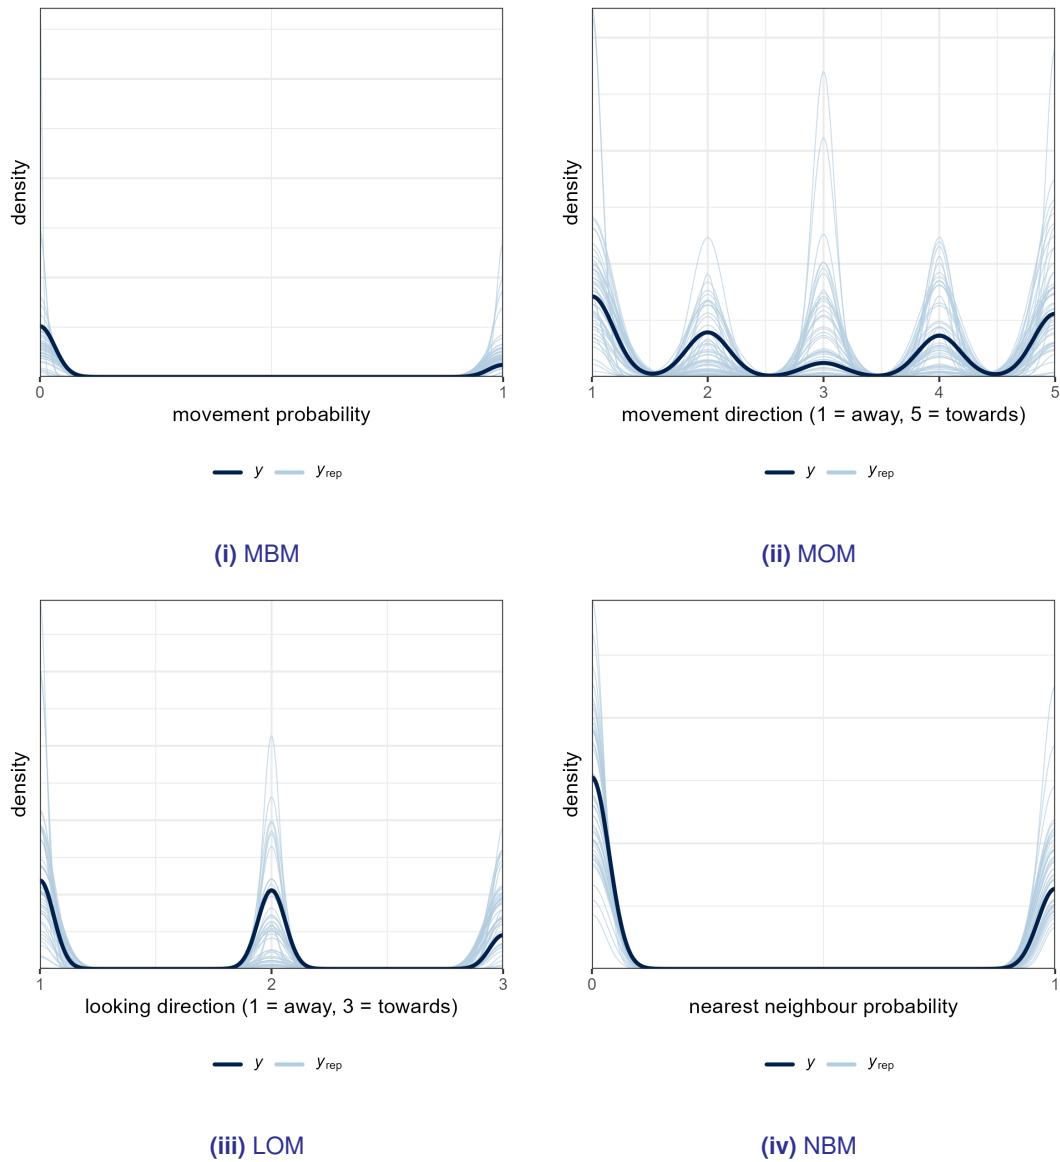 density
0 1
movement probability
y y rep
(i) MBM
density
1 2 3 4 5
movement direction (1 = away, 5 = towards)
y y rep
(ii) MOM
density
1 2 3
looking direction (1 = away, 3 = towards)
y y rep
(iii) LOM
density
0 1
nearest neighbour probability
y y rep
(iv) NBM